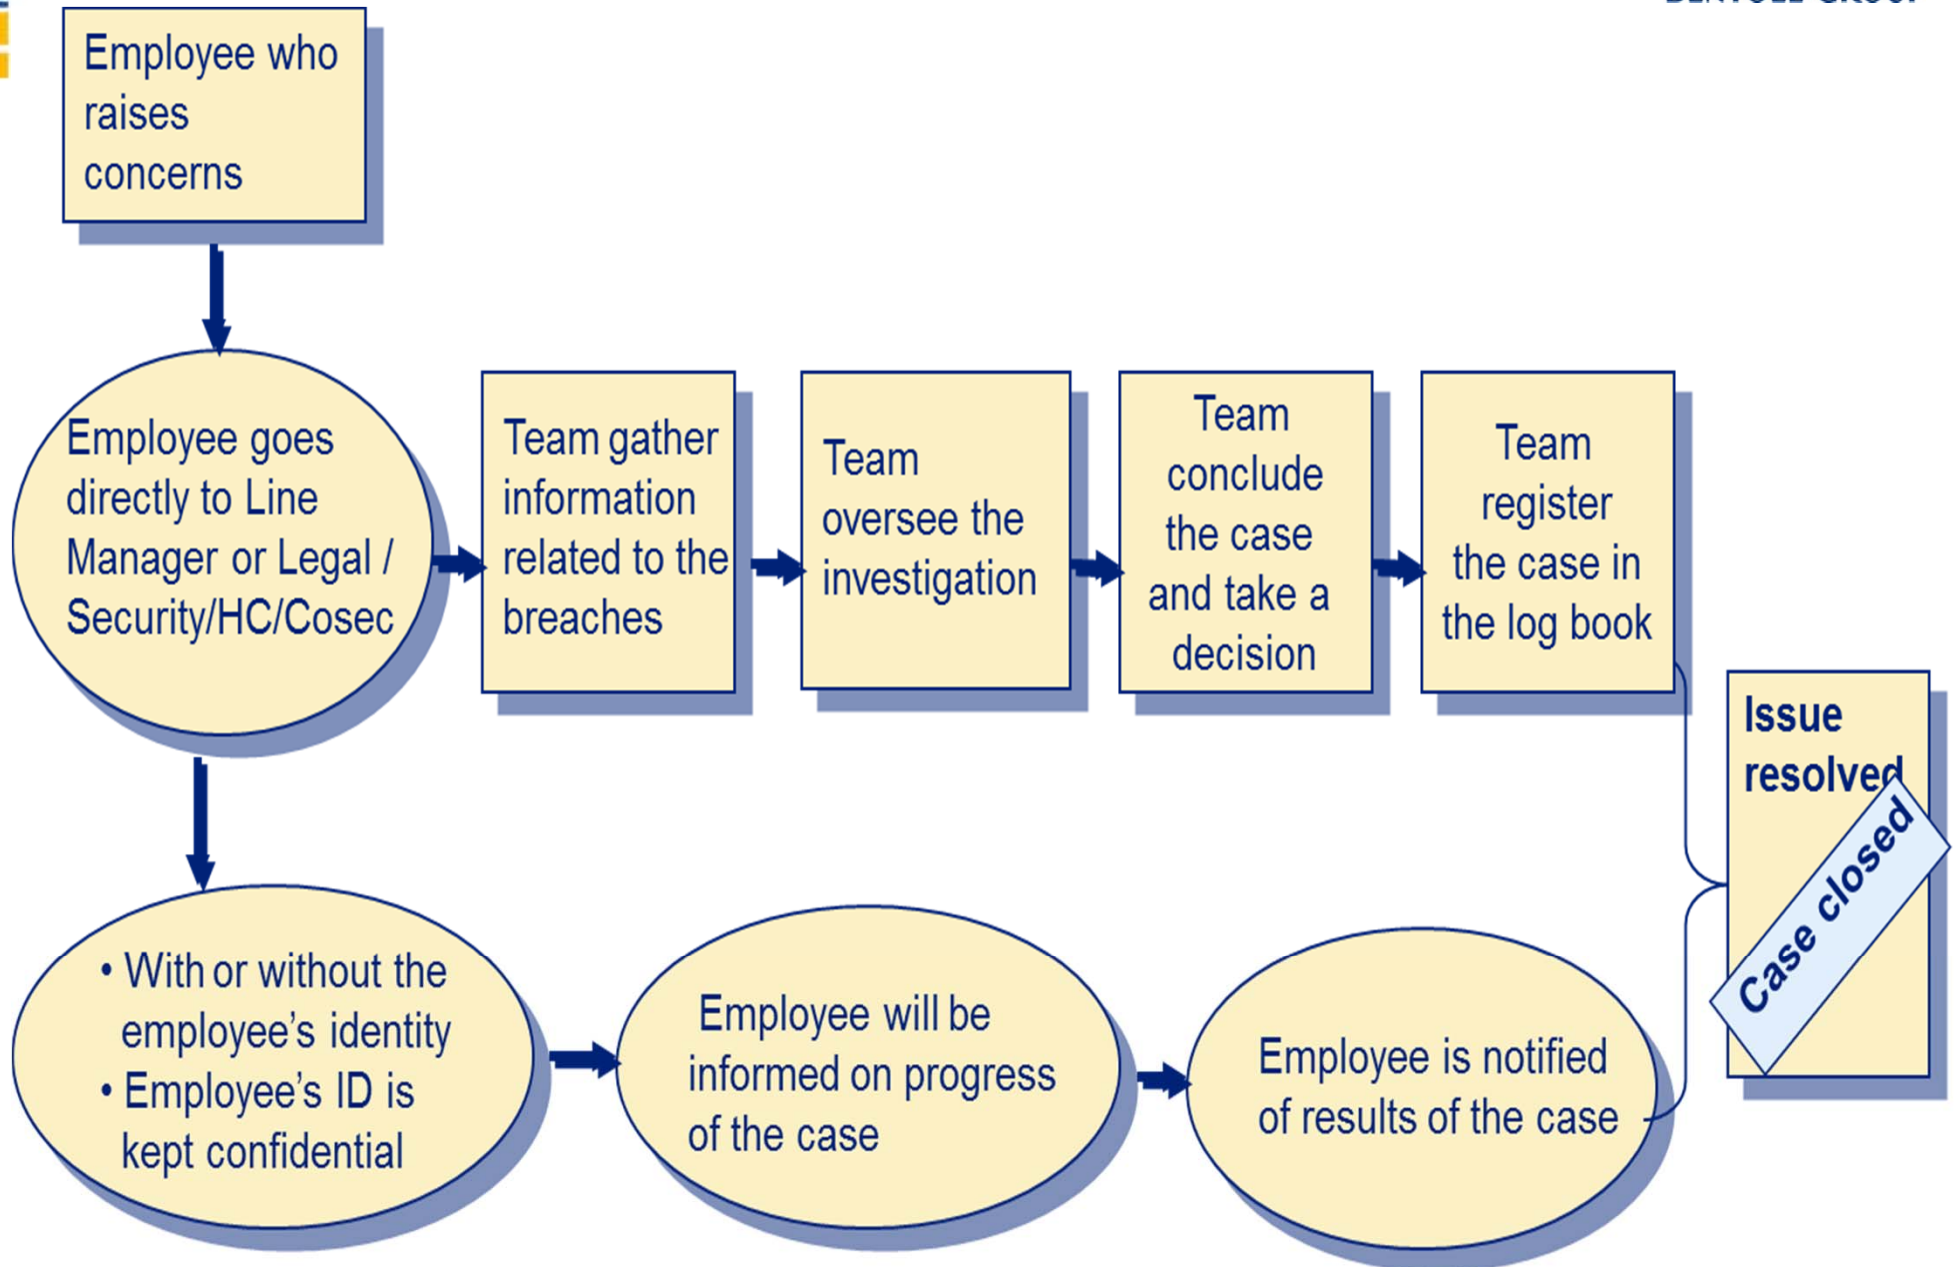 Employee who
raises
concerns
Employee goes
directly to Line
Manager or Legal /
Security/HC/Cosec
Team gather
information
related to the
breaches
Team
oversee the
investigation
Team
conclude
the case
and take a
decision
Team
register
the case in
the log book
Issue
resolved
Case closed
• With or without the
employee’s identity
• Employee’s ID is
kept confidential
Employee will be
informed on progress
of the case
Employee is notified
of results of the case